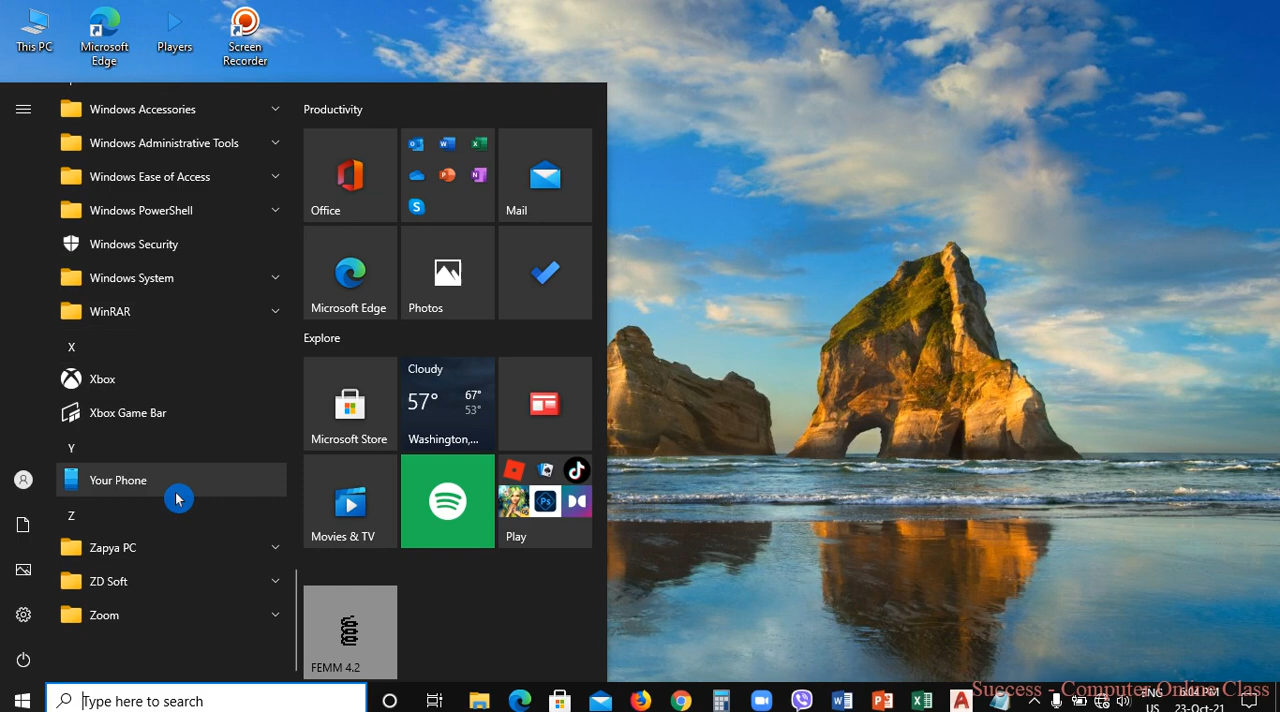 This PC
Microsoft
Edge
Players
Screen
Recorder
Windows Accessories
Windows Administrative Tools
Windows Ease of Access
Windows PowerShell
Windows Security
Windows System
WinRAR
X
Xbox
Xbox Game Bar
Y
Your Phone
Z
Zapya PC
ZD Soft
Zoom
Productivity
Office
Mail
Microsoft Edge
Photos
Explore
Microsoft Store
Cloudy
57°
67°
53°
Washington,...
Movies & TV
Play
FEMM 4.2
Type here to search
ENG
US
6:04 PM
23-Oct-21
Success - Computer Online Class